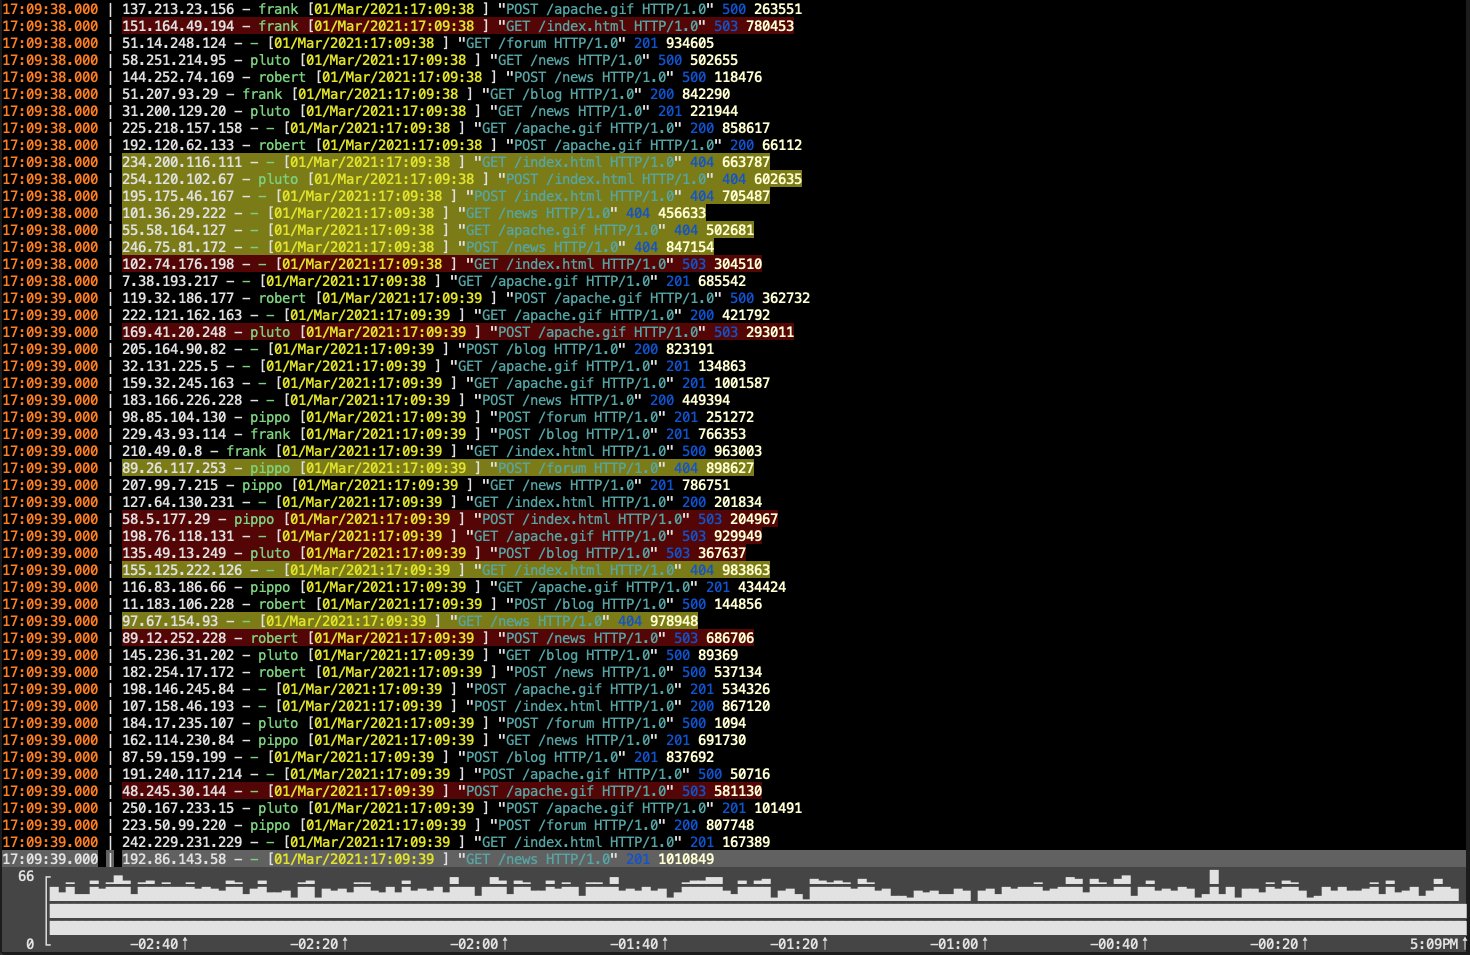 17:09:38.000 | 137.213.23.156 - frank [01/Mar/2021:17:09:38 ] "POST /apache.gif HTTP/1.0" 500 263551
17:09:38.000 | 151.164.49.194 - frank [01/Mar/2021:17:09:38 ] "GET /index.html HTTP/1.0" 503 780453
17:09:38.000 | 51.14.248.124 - - [01/Mar/2021:17:09:38 ] "GET /forum HTTP/1.0" 201 934605
17:09:38.000 | 58.251.214.95 - pluto [01/Mar/2021:17:09:38 ] "GET /news HTTP/1.0" 500 502655
17:09:38.000 | 144.252.74.169 - robert [01/Mar/2021:17:09:38 ] "POST /news HTTP/1.0" 500 118476
17:09:38.000 | 51.207.93.29 - frank [01/Mar/2021:17:09:38 ] "GET /blog HTTP/1.0" 200 842290
17:09:38.000 | 31.200.129.20 - pluto [01/Mar/2021:17:09:38 ] "GET /news HTTP/1.0" 201 221944
17:09:38.000 | 225.218.157.158 - - [01/Mar/2021:17:09:38 ] "GET /apache.gif HTTP/1.0" 200 858617
17:09:38.000 | 192.120.62.133 - robert [01/Mar/2021:17:09:38 ] "POST /apache.gif HTTP/1.0" 200 66112
17:09:38.000 | 234.200.116.111 - - [01/Mar/2021:17:09:38 ] "GET /index.html HTTP/1.0" 404 663787
17:09:38.000 | 254.120.102.67 - pluto [01/Mar/2021:17:09:38 ] "POST /index.html HTTP/1.0" 404 602635
17:09:38.000 | 195.175.46.167 - - [01/Mar/2021:17:09:38 ] "POST /index.html HTTP/1.0" 404 705487
17:09:38.000 | 101.36.29.222 - - [01/Mar/2021:17:09:38 ] "GET /news HTTP/1.0" 404 456633
17:09:38.000 | 55.58.164.127 - - [01/Mar/2021:17:09:38 ] "GET /apache.gif HTTP/1.0" 404 502681
17:09:38.000 | 246.75.81.172 - - [01/Mar/2021:17:09:38 ] "POST /news HTTP/1.0" 404 847154
17:09:38.000 | 102.74.176.198 - - [01/Mar/2021:17:09:38 ] "GET /index.html HTTP/1.0" 503 304510
17:09:38.000 | 7.38.193.217 - - [01/Mar/2021:17:09:38 ] "GET /apache.gif HTTP/1.0" 201 685542
17:09:39.000 | 119.32.186.177 - robert [01/Mar/2021:17:09:39 ] "POST /apache.gif HTTP/1.0" 500 362732
17:09:39.000 | 222.121.162.163 - - [01/Mar/2021:17:09:39 ] "GET /apache.gif HTTP/1.0" 200 421792
17:09:39.000 | 169.41.20.248 - pluto [01/Mar/2021:17:09:39 ] "POST /apache.gif HTTP/1.0" 503 293011
17:09:39.000 | 205.164.90.82 - - [01/Mar/2021:17:09:39 ] "POST /blog HTTP/1.0" 200 823191
17:09:39.000 | 32.131.225.5 - - [01/Mar/2021:17:09:39 ] "GET /apache.gif HTTP/1.0" 201 134863
17:09:39.000 | 159.32.245.163 - - [01/Mar/2021:17:09:39 ] "GET /apache.gif HTTP/1.0" 201 1001587
17:09:39.000 | 183.166.226.228 - - [01/Mar/2021:17:09:39 ] "POST /news HTTP/1.0" 200 449394
17:09:39.000 | 98.85.104.130 - pippo [01/Mar/2021:17:09:39 ] "POST /forum HTTP/1.0" 201 251272
17:09:39.000 | 229.43.93.114 - frank [01/Mar/2021:17:09:39 ] "POST /blog HTTP/1.0" 201 766353
17:09:39.000 | 210.49.0.8 - frank [01/Mar/2021:17:09:39 ] "GET /index.html HTTP/1.0" 500 963003
17:09:39.000 | 89.26.117.253 - pippo [01/Mar/2021:17:09:39 ] "POST /forum HTTP/1.0" 404 898627
17:09:39.000 | 207.99.7.215 - pippo [01/Mar/2021:17:09:39 ] "GET /news HTTP/1.0" 201 786751
17:09:39.000 | 127.64.130.231 - - [01/Mar/2021:17:09:39 ] "GET /index.html HTTP/1.0" 200 201834
17:09:39.000 | 58.5.177.29 - pippo [01/Mar/2021:17:09:39 ] "POST /index.html HTTP/1.0" 503 204967
17:09:39.000 | 198.76.118.131 - - [01/Mar/2021:17:09:39 ] "GET /apache.gif HTTP/1.0" 503 929949
17:09:39.000 | 135.49.13.249 - pluto [01/Mar/2021:17:09:39 ] "POST /blog HTTP/1.0" 503 367637
17:09:39.000 | 155.125.222.126 - - [01/Mar/2021:17:09:39 ] "GET /index.html HTTP/1.0" 404 983863
17:09:39.000 | 116.83.186.66 - pippo [01/Mar/2021:17:09:39 ] "GET /apache.gif HTTP/1.0" 201 434424
17:09:39.000 | 11.183.106.228 - robert [01/Mar/2021:17:09:39 ] "POST /blog HTTP/1.0" 500 144856
17:09:39.000 | 97.67.154.93 - - [01/Mar/2021:17:09:39 ] "GET /news HTTP/1.0" 404 978948
17:09:39.000 | 89.12.252.228 - robert [01/Mar/2021:17:09:39 ] "POST /news HTTP/1.0" 503 686706
17:09:39.000 | 145.236.31.202 - pluto [01/Mar/2021:17:09:39 ] "GET /blog HTTP/1.0" 500 89369
17:09:39.000 | 182.254.17.172 - robert [01/Mar/2021:17:09:39 ] "POST /news HTTP/1.0" 500 537134
17:09:39.000 | 198.146.245.84 - - [01/Mar/2021:17:09:39 ] "POST /apache.gif HTTP/1.0" 201 534326
17:09:39.000 | 107.158.46.193 - - [01/Mar/2021:17:09:39 ] "POST /index.html HTTP/1.0" 200 867120
17:09:39.000 | 184.17.235.107 - pluto [01/Mar/2021:17:09:39 ] "POST /forum HTTP/1.0" 500 1094
17:09:39.000 | 162.114.230.84 - pippo [01/Mar/2021:17:09:39 ] "GET /news HTTP/1.0" 201 691730
17:09:39.000 | 87.59.159.199 - - [01/Mar/2021:17:09:39 ] "POST /blog HTTP/1.0" 201 837692
17:09:39.000 | 191.240.117.214 - - [01/Mar/2021:17:09:39 ] "POST /apache.gif HTTP/1.0" 500 50716
17:09:39.000 | 48.245.30.144 - - [01/Mar/2021:17:09:39 ] "POST /apache.gif HTTP/1.0" 503 581130
17:09:39.000 | 250.167.233.15 - pluto [01/Mar/2021:17:09:39 ] "POST /apache.gif HTTP/1.0" 201 101491
17:09:39.000 | 223.50.99.220 - pippo [01/Mar/2021:17:09:39 ] "POST /forum HTTP/1.0" 200 807748
17:09:39.000 | 242.229.231.229 - - [01/Mar/2021:17:09:39 ] "GET /index.html HTTP/1.0" 201 167389
17:09:39.000 | 192.86.143.58 - - [01/Mar/2021:17:09:39 ] "GET /news HTTP/1.0" 201 1010849
66
0 -02:40↑ -02:20↑ -02:00↑ -01:40↑ -01:20↑ -01:00↑ -00:40↑ -00:20↑ 5:09PM↑